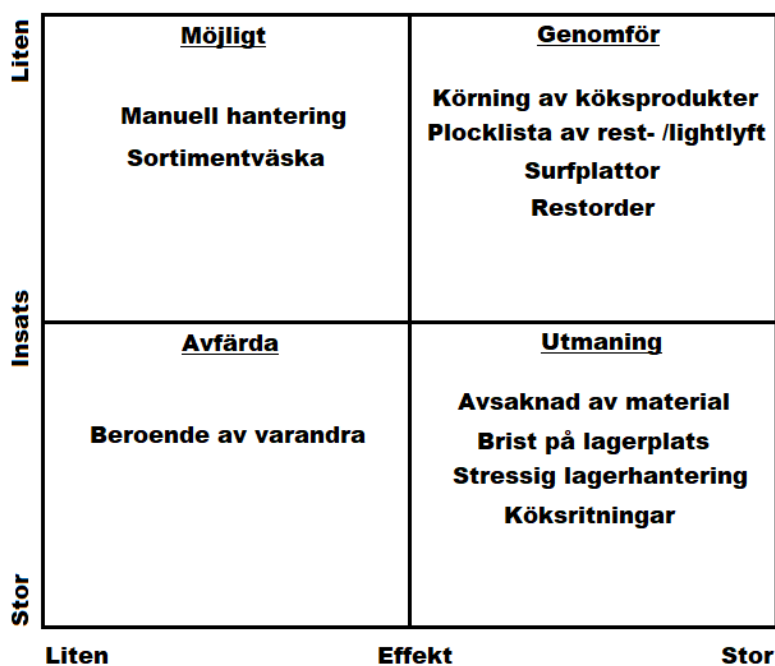 Liten
Insats
Stor
Möjligt
Manuell hantering
Sortimentväska
Genomför
Körning av köksprodukter
Plocklista av rest- /lightlyft
Surfplattor
Restorder
Avfärda
Beroende av varandra
Utmaning
Avsaknad av material
Brist på lagerplats
Stressig lagerhantering
Köksritningar
Liten
Effekt
Stor